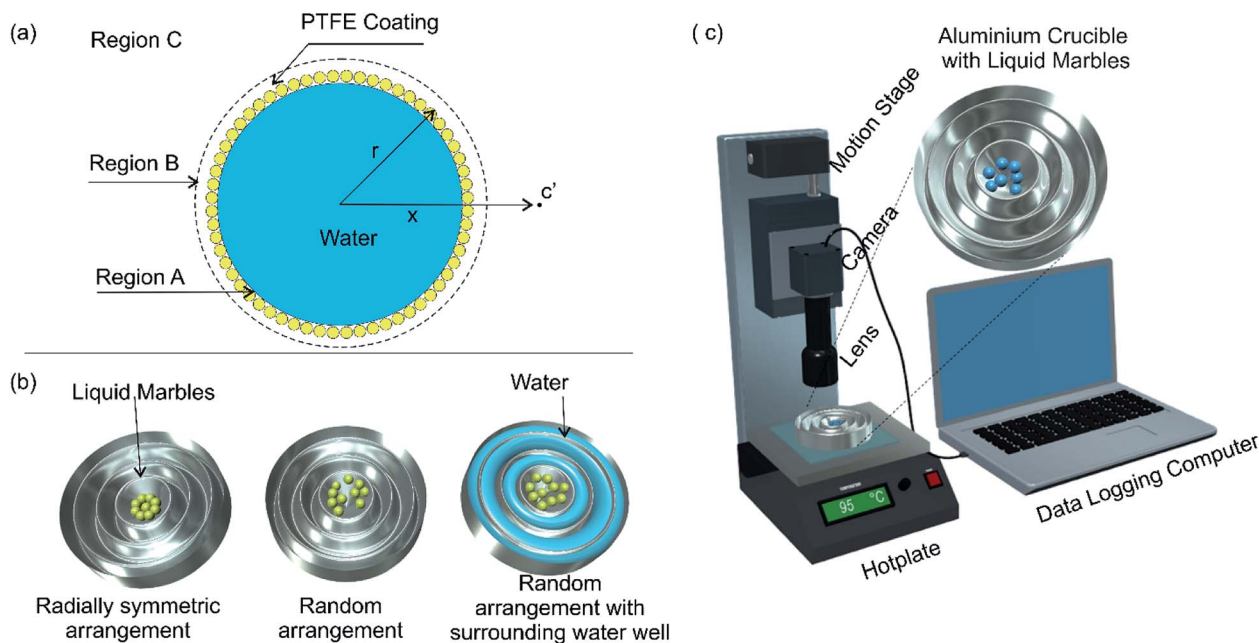 (a)
PTFE Coating
Region C
Region B
r
c'
x
Water
Region A
(b)
Liquid Marbles
Water
Radially symmetric
arrangement
Random
arrangement
Random
arrangement with
surrounding water well
( c)
Aluminium Crucible
with Liquid Marbles
Motion Stage
Camera
Lens
95 °C
Hotplate
Data Logging Computer